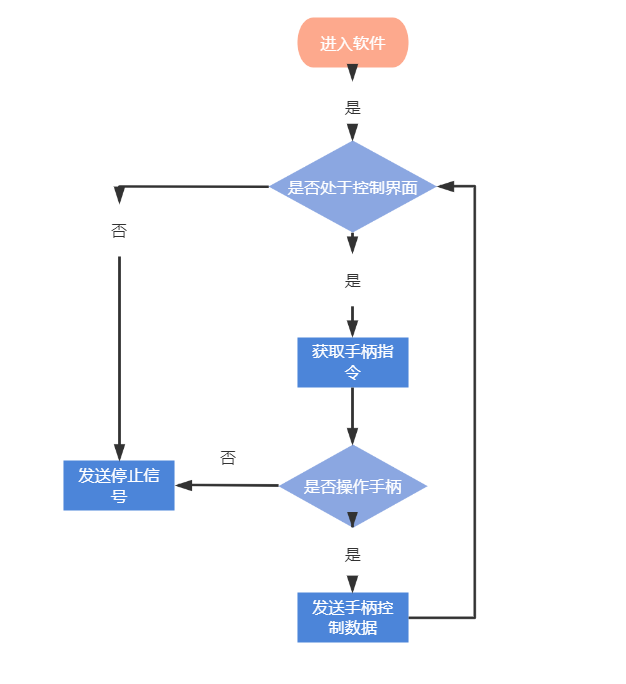 进入软件
是
是否处于控制界面
否
是
获取手柄指
令
否
是否操作手柄
发送停止信
号
是
发送手柄控
制数据